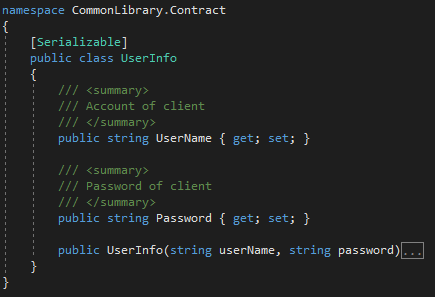 namespace CommonLibrary.Contract
{
[Serializable]
public class UserInfo
{
/// <summary>
/// Account of client
/// </summary>
public string UserName { get; set; }
/// <summary>
/// Password of client
/// </summary>
public string Password { get; set; }
public UserInfo(string userName, string password)...
}
}